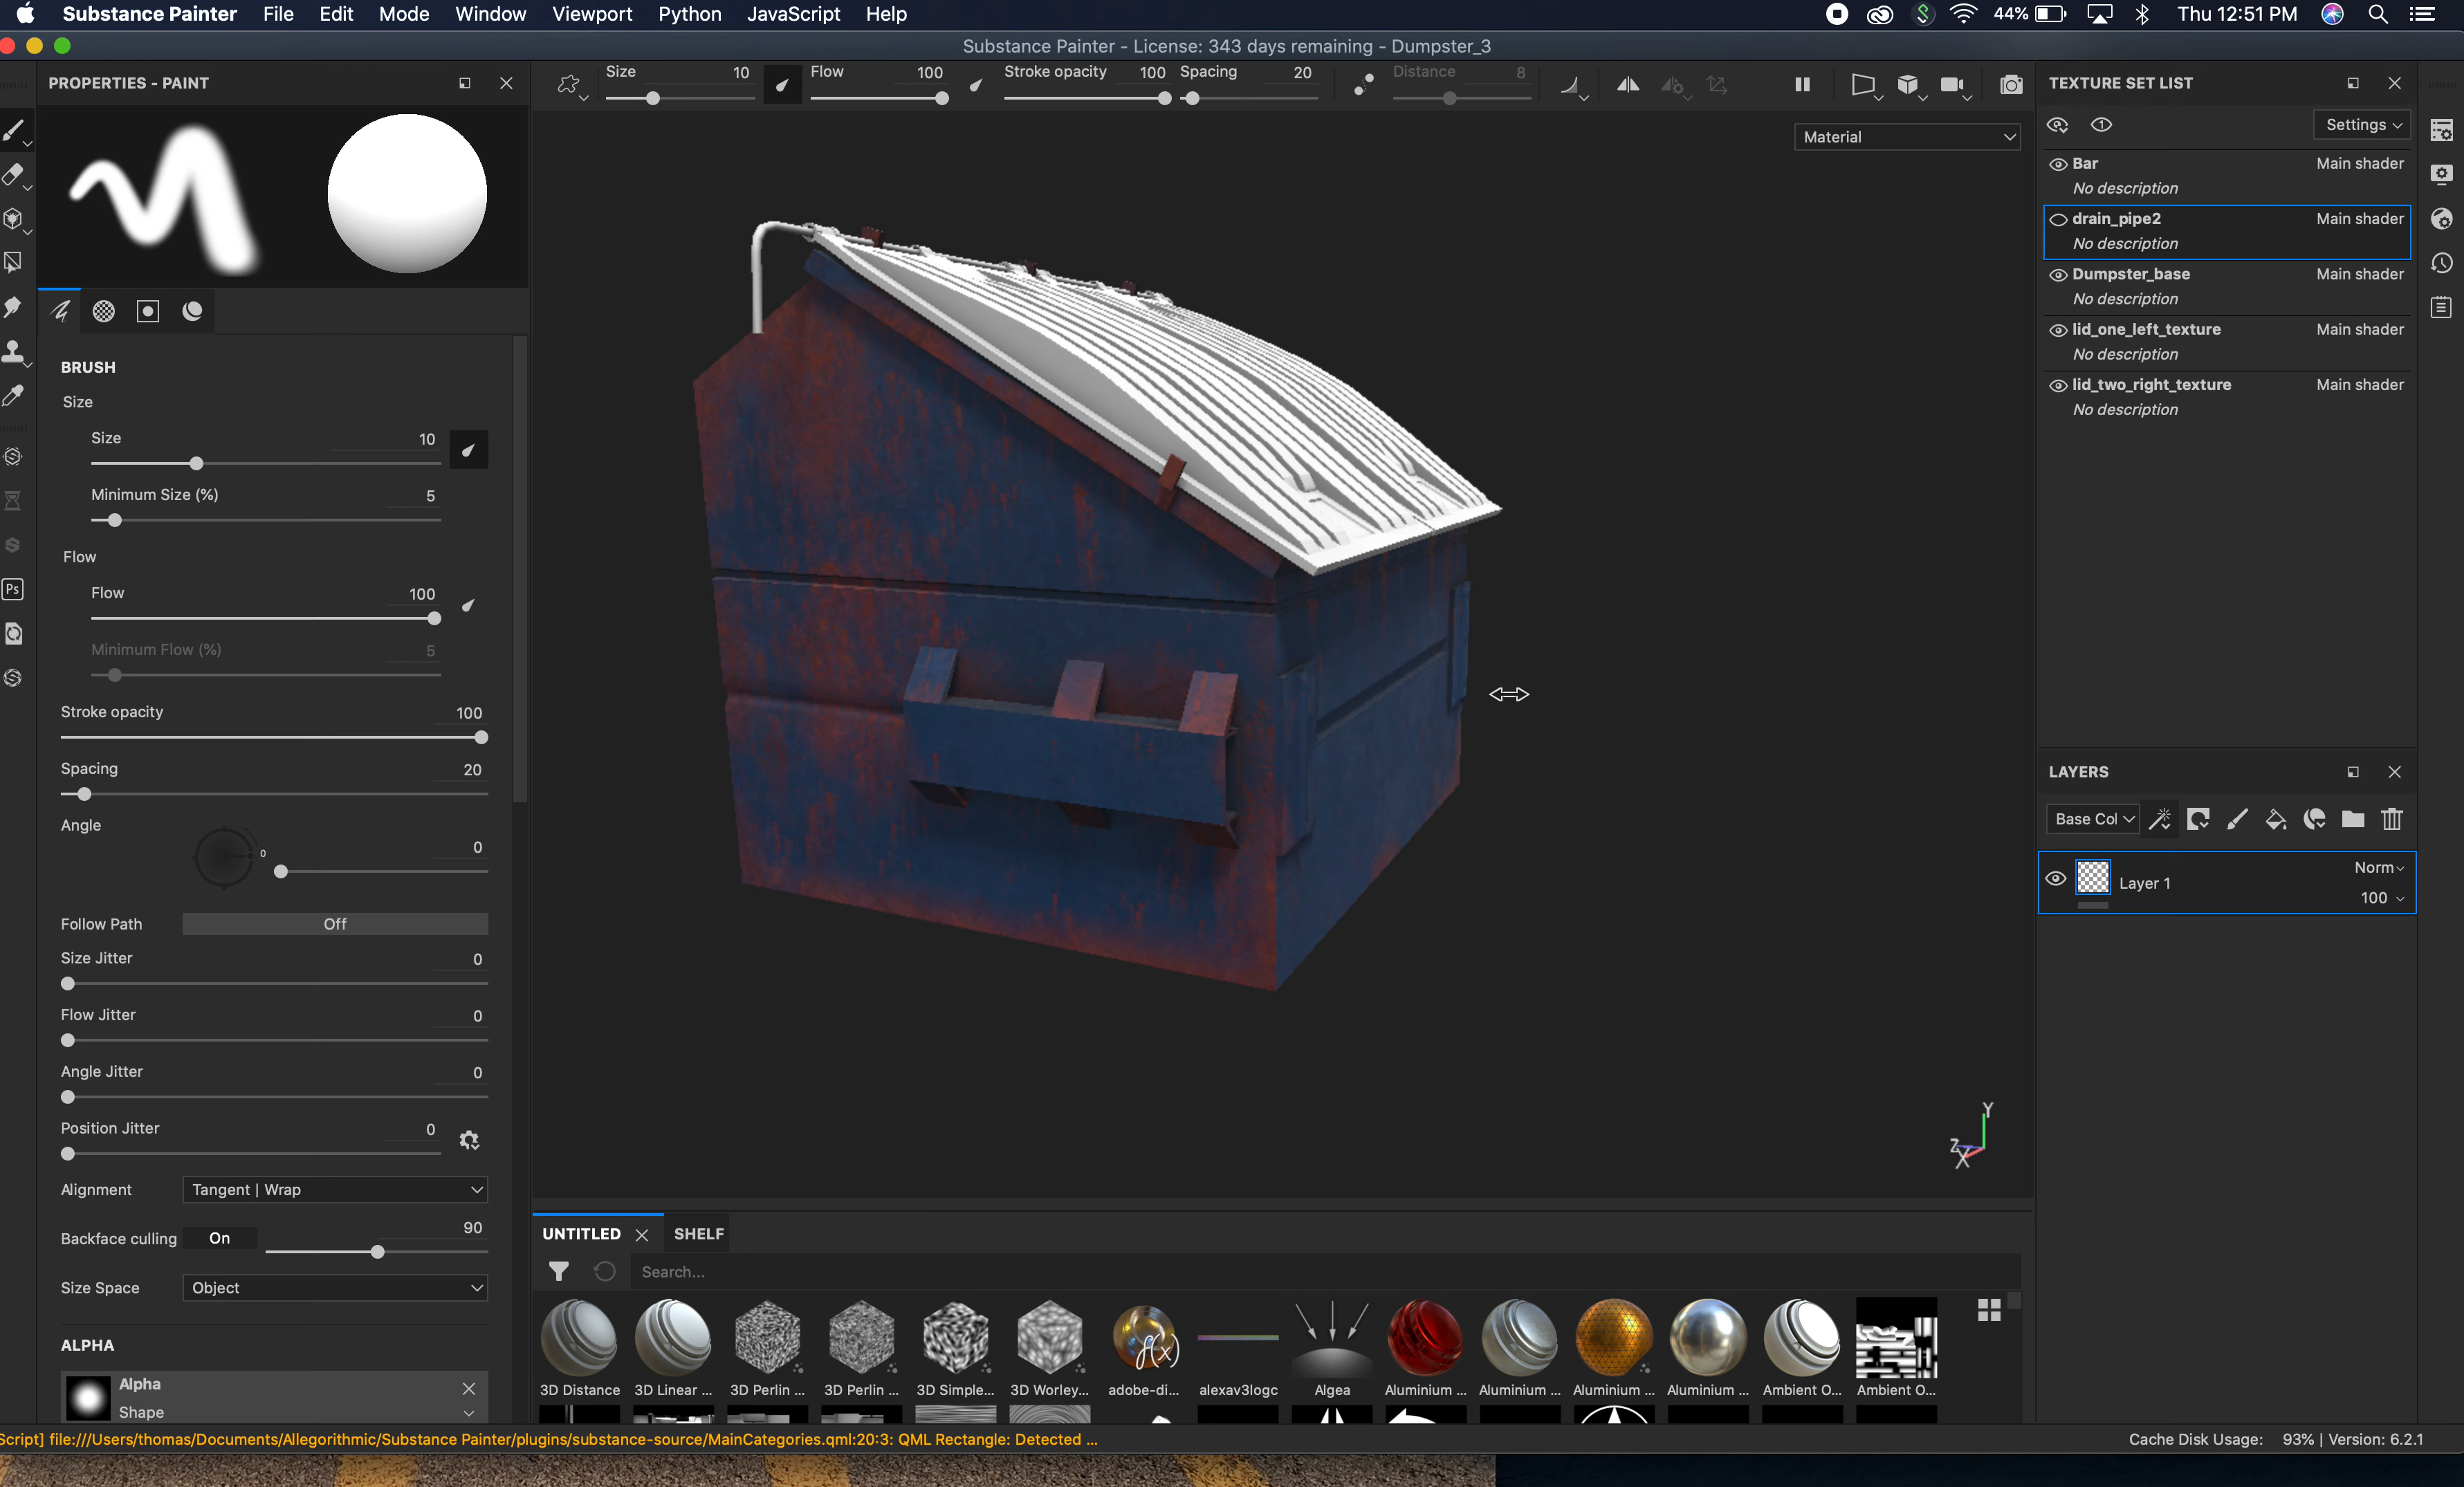 Substance Painter File Edit Mode Window Viewport Python JavaScript Help 44% Thu 12:51 PM
Substance Painter - License: 343 days remaining - Dumpster_3
PROPERTIES - PAINT
Size 10 Flow 100 Stroke opacity 100 Spacing 20 Distance 8
Material
BRUSH
Size
Size 10
Minimum Size (%) 5
Flow
Flow 100
Minimum Flow (%) 5
Stroke opacity 100
Spacing 20
Angle
0 0
Follow Path Off
Size Jitter 0
Flow Jitter 0
Angle Jitter 0
Position Jitter 0
Alignment Tangent | Wrap
Backface culling On 90
Size Space Object
ALPHA
Alpha
Shape
Ps
Y
Z
X
TEXTURE SET LIST
Settings
Bar Main shader
No description
drain_pipe2 Main shader
No description
Dumpster_base Main shader
No description
lid_one_left_texture Main shader
No description
lid_two_right_texture Main shader
No description
LAYERS
Base Col
Norm
Layer 1
100
UNTITLED SHELF
Search...
f(x)
3D Distance 3D Linear ... 3D Perlin ... 3D Perlin ... 3D Simple... 3D Worley... adobe-di... alexav3logc Algea Aluminium ... Aluminium ... Aluminium ... Aluminium ... Ambient O... Ambient O...
Script] file:///Users/thomas/Documents/Allegorithmic/Substance Painter/plugins/substance-source/MainCategories.qml:20:3: QML Rectangle: Detected ...
Cache Disk Usage: 93% | Version: 6.2.1